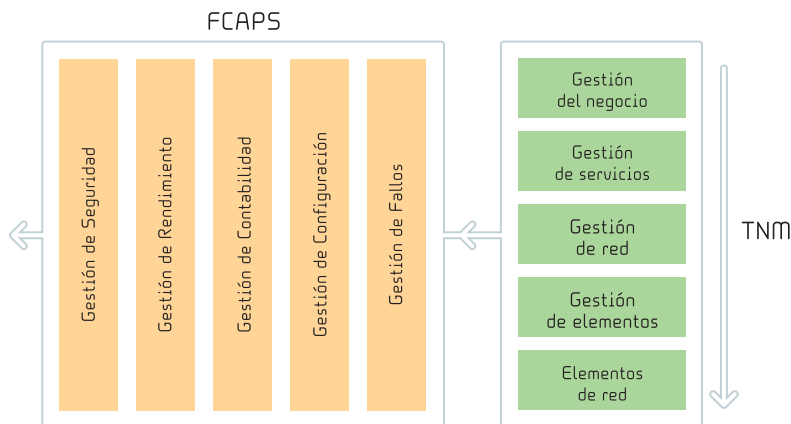 FCAPS
Gestión de Seguridad
Gestión de Rendimiento
Gestión de Contabilidad
Gestión de Configuración
Gestión de Fallos
Gestión
del negocio
Gestión
de servicios
Gestión
de red
Gestión
de elementos
Elementos
de red
TNM